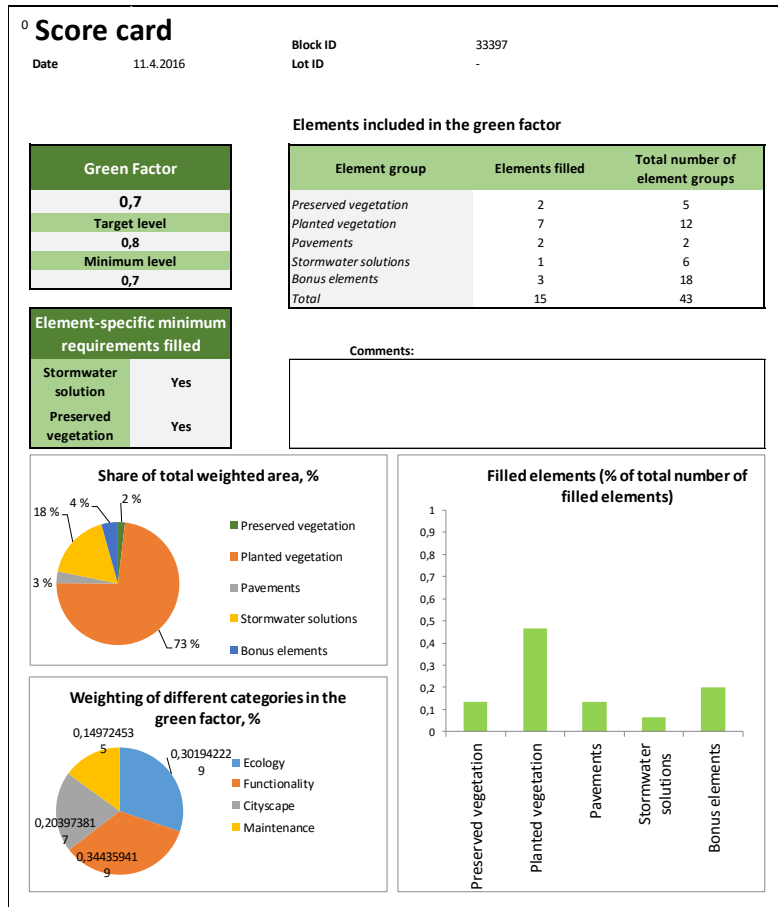 0 Score card
Block ID 33397
Date 11.4.2016 Lot ID -
Elements included in the green factor
Green Factor
0,7
Target level
0,8
Minimum level
0,7
Element group Elements filled Total number of
element groups
Preserved vegetation 2 5
Planted vegetation 7 12
Pavements 2 2
Stormwater solutions 1 6
Bonus elements 3 18
Total 15 43
Element-specific minimum
requirements filled
Stormwater
solution Yes
Preserved
vegetation Yes
Comments:
Share of total weighted area, %
2 %
4 %
18 %
3 %
73 %
Preserved vegetation
Planted vegetation
Pavements
Stormwater solutions
Bonus elements
Weighting of different categories in the
green factor, %
0,14972453
5
0,30194222
9
0,20397381
7
0,34435941
9
Ecology
Functionality
Cityscape
Maintenance
Filled elements (% of total number of
filled elements)
1
0,9
0,8
0,7
0,6
0,5
0,4
0,3
0,2
0,1
0
Preserved vegetation
Planted vegetation
Pavements
Stormwater
solutions
Bonus elements